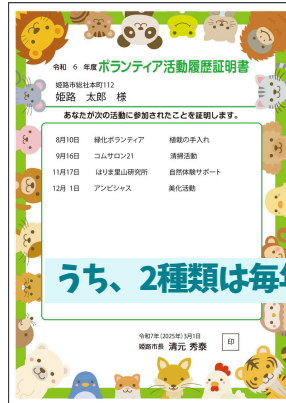 令和 6 年度 ボランティア活動履歴証明書
姫路市総社本町112
姫路 太郎 様
あなたが次の活動に参加されたことを証明します。
8月10日 緑化ボランティア 植栽の手入れ
9月16日 コムサロン21 清掃活動
11月17日 はりま里山研究所 自然体験サポート
12月 1日 アンビシャス 美化活動
うち、2種類は毎年
令和7年(2025年)3月1日
姫路市長 清元 秀泰 印